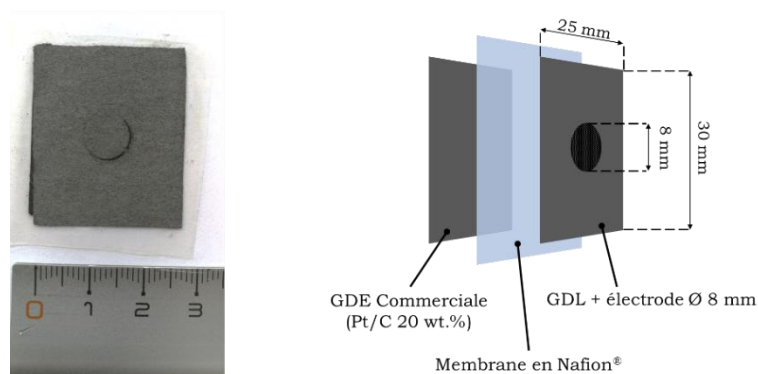 0 1 2 3
25 mm
8 mm
30 mm
GDE Commerciale
(Pt/C 20 wt.%)
GDL + électrode Ø 8 mm
Membrane en Nafion®